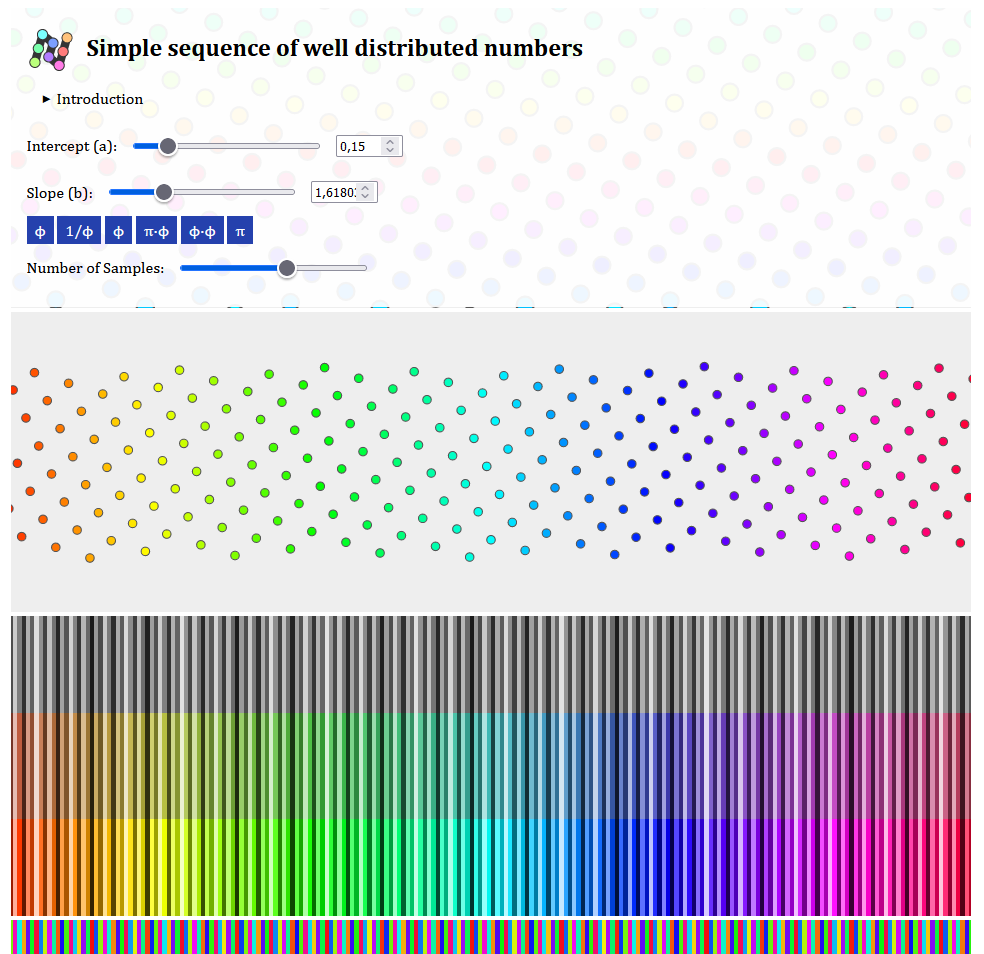 Simple sequence of well distributed numbers
► Introduction
Intercept (a): 0,15
Slope (b): 1,6180
ϕ 1/ϕ ϕ π·ϕ ϕ·ϕ π
Number of Samples: